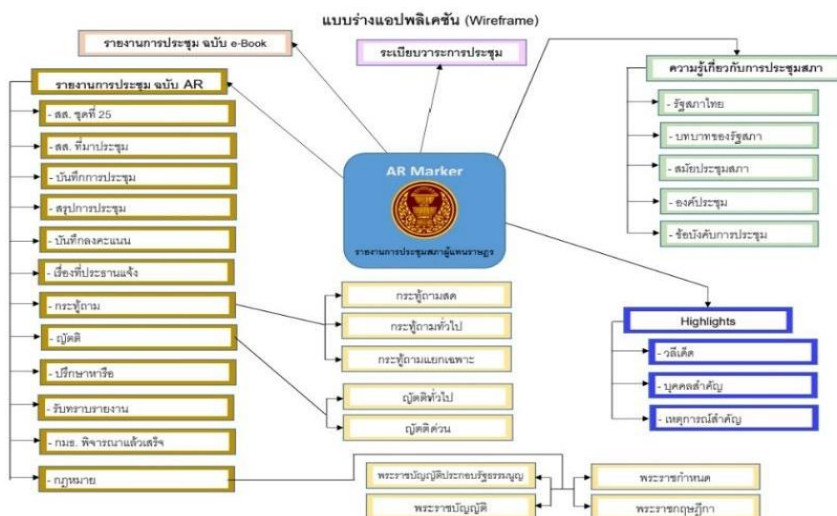 แบบร่างแอปพลิเคชัน (Wireframe)
รายงานการประชุม ฉบับ e-Book
ระเบียบวาระการประชุม
ความรู้เกี่ยวกับการประชุมสภา
- รัฐสภาไทย
- บทบาทของรัฐสภา
- สมัยประชุมสภา
- องค์ประชุม
- ข้อบังคับการประชุม
รายงานการประชุม ฉบับ AR
- สส. ชุดที่ 25
- สส. ที่มาประชุม
- บันทึกการประชุม
- สรุปการประชุม
- บันทึกลงคะแนน
- เรื่องที่ประธานแจ้ง
- กระทู้ถาม
- ญัตติ
- ปรึกษาหารือ
- รับทราบรายงาน
- กมธ. พิจารณาแล้วเสร็จ
- กฎหมาย
AR Marker
รายงานการประชุมสภาผู้แทนราษฎร
กระทู้ถามสด
กระทู้ถามทั่วไป
กระทู้ถามแยกเฉพาะ
ญัตติทั่วไป
ญัตติด่วน
Highlights
- วลีเด็ด
- บุคคลสำคัญ
- เหตุการณ์สำคัญ
พระราชบัญญัติประกอบรัฐธรรมนูญ
พระราชกำหนด
พระราชบัญญัติ
พระราชกฤษฎีกา